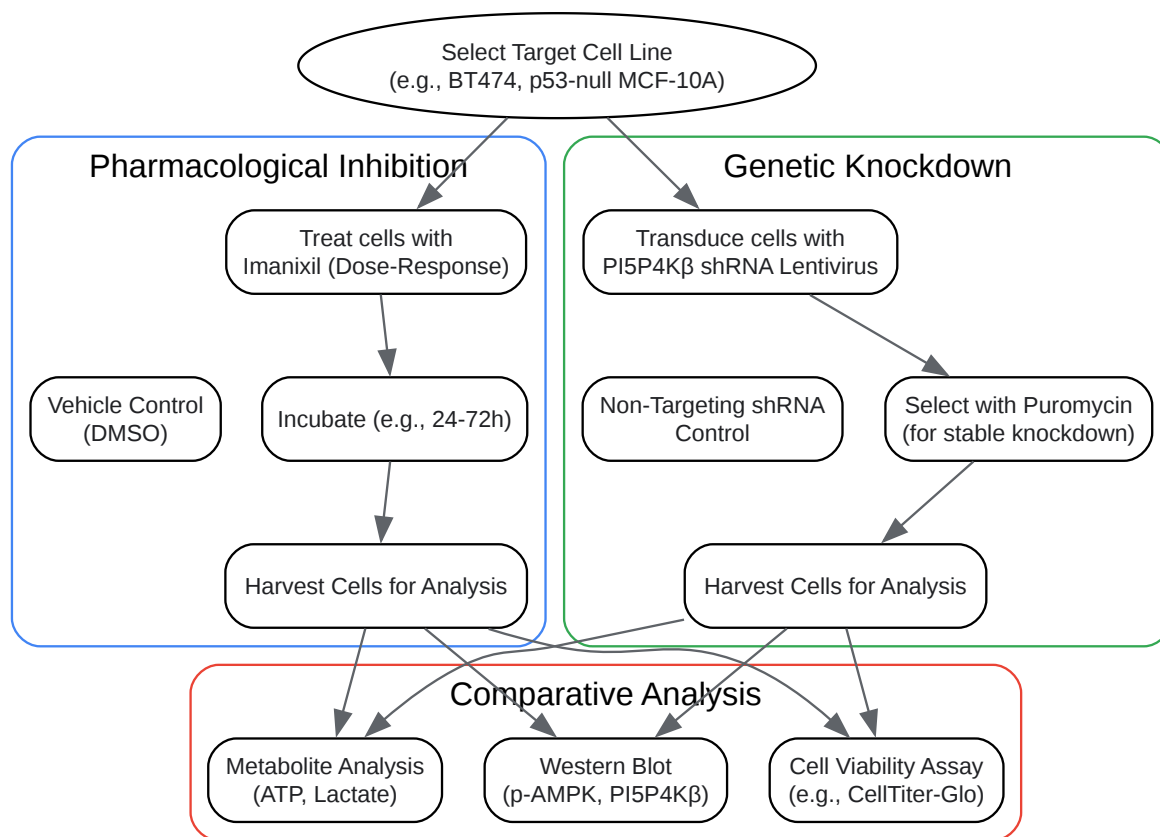 Select Target Cell Line
(e.g., BT474, p53-null MCF-10A)
Pharmacological Inhibition
Treat cells with
Imanixil (Dose-Response)
Vehicle Control
(DMSO)
Incubate (e.g., 24-72h)
Harvest Cells for Analysis
Genetic Knockdown
Transduce cells with
PI5P4Kβ shRNA Lentivirus
Non-Targeting shRNA
Control
Select with Puromycin
(for stable knockdown)
Harvest Cells for Analysis
Comparative Analysis
Metabolite Analysis
(ATP, Lactate)
Western Blot
(p-AMPK, PI5P4Kβ)
Cell Viability Assay
(e.g., CellTiter-Glo)